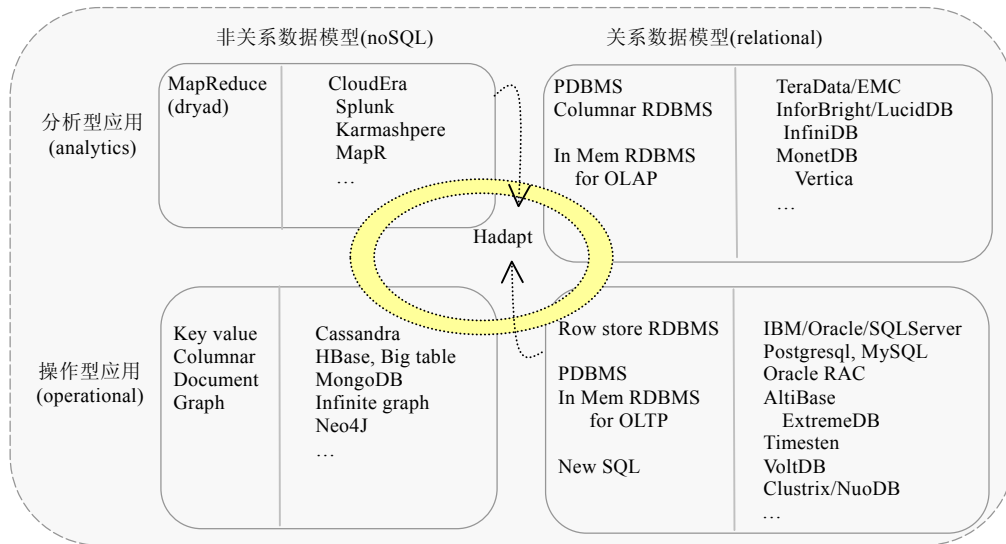 非关系数据模型(noSQL)
关系数据模型(relational)
分析型应用
(analytics)
MapReduce
(dryad)
CloudEra
Splunk
Karmashpere
MapR
…
PDBMS
Columnar RDBMS
In Mem RDBMS
for OLAP
TeraData/EMC
InforBright/LucidDB
InfiniDB
MonetDB
Vertica
…
Hadapt
操作型应用
(operational)
Key value
Columnar
Document
Graph
Cassandra
HBase, Big table
MongoDB
Infinite graph
Neo4J
…
Row store RDBMS
PDBMS
In Mem RDBMS
for OLTP
New SQL
IBM/Oracle/SQLServer
Postgresql, MySQL
Oracle RAC
AltiBase
ExtremeDB
Timesten
VoltDB
Clustrix/NuoDB
…